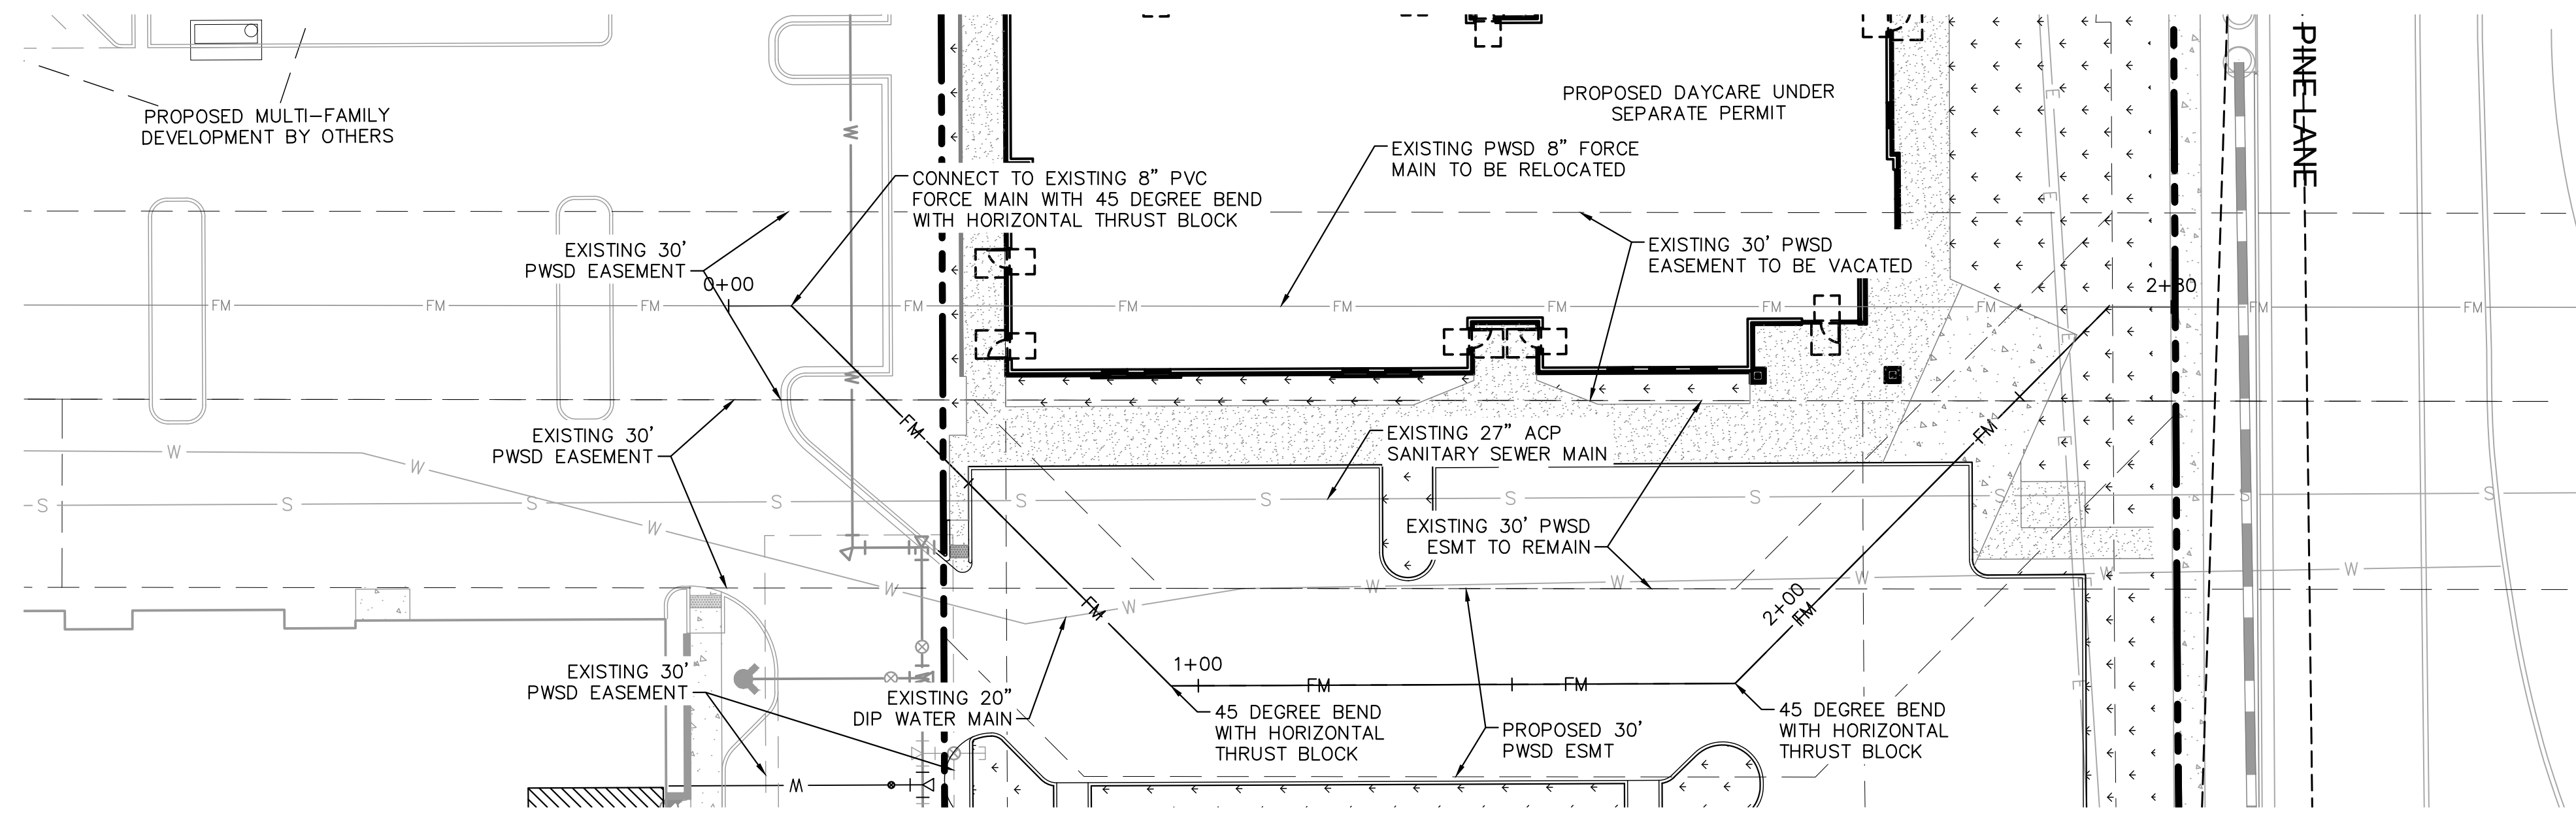 PROPOSED MULTI-FAMILY
DEVELOPMENT BY OTHERS
PROPOSED DAYCARE UNDER
SEPARATE PERMIT
PINE LANE
EXISTING PWSD 8" FORCE
MAIN TO BE RELOCATED
CONNECT TO EXISTING 8" PVC
FORCE MAIN WITH 45 DEGREE BEND
WITH HORIZONTAL THRUST BLOCK
EXISTING 30'
PWSD EASEMENT
EXISTING 30' PWSD
EASEMENT TO BE VACATED
0+00
2+80
FM
FM
FM
FM
FM
FM
FM
FM
FM
FM
FM
W
W
E
E
E
E
E
E
E
FM
FM
EXISTING 30'
PWSD EASEMENT
EXISTING 27" ACP
SANITARY SEWER MAIN
W
W
W
W
W
W
W
W
W
W
S
S
S
S
S
S
S
S
S
S
S
EXISTING 30' PWSD
ESMT TO REMAIN
FM
2+00
FM
1+00
FM
FM
EXISTING 30'
PWSD EASEMENT
EXISTING 20"
DIP WATER MAIN
W
45 DEGREE BEND
WITH HORIZONTAL
THRUST BLOCK
PROPOSED 30'
PWSD ESMT
45 DEGREE BEND
WITH HORIZONTAL
THRUST BLOCK
W